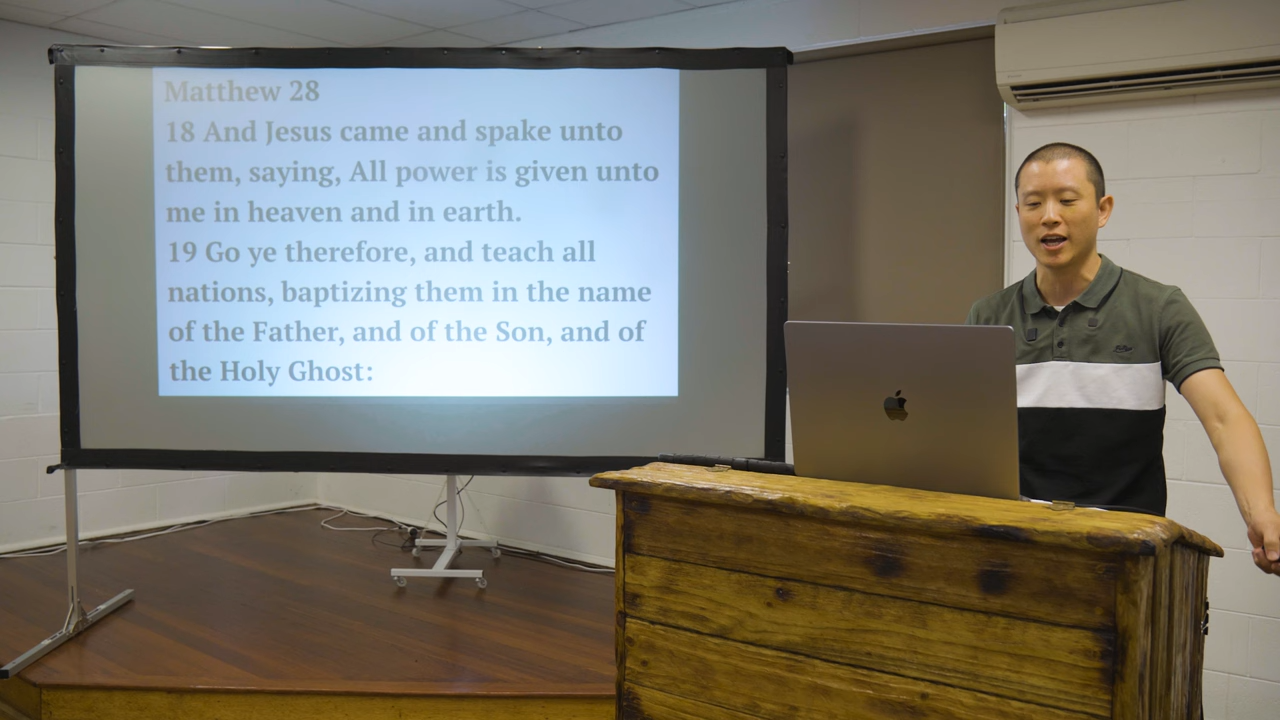 Matthew 28
18 And Jesus came and spake unto
them, saying, All power is given unto
me in heaven and in earth.
19 Go ye therefore, and teach all
nations, baptizing them in the name
of the Father, and of the Son, and of
the Holy Ghost: